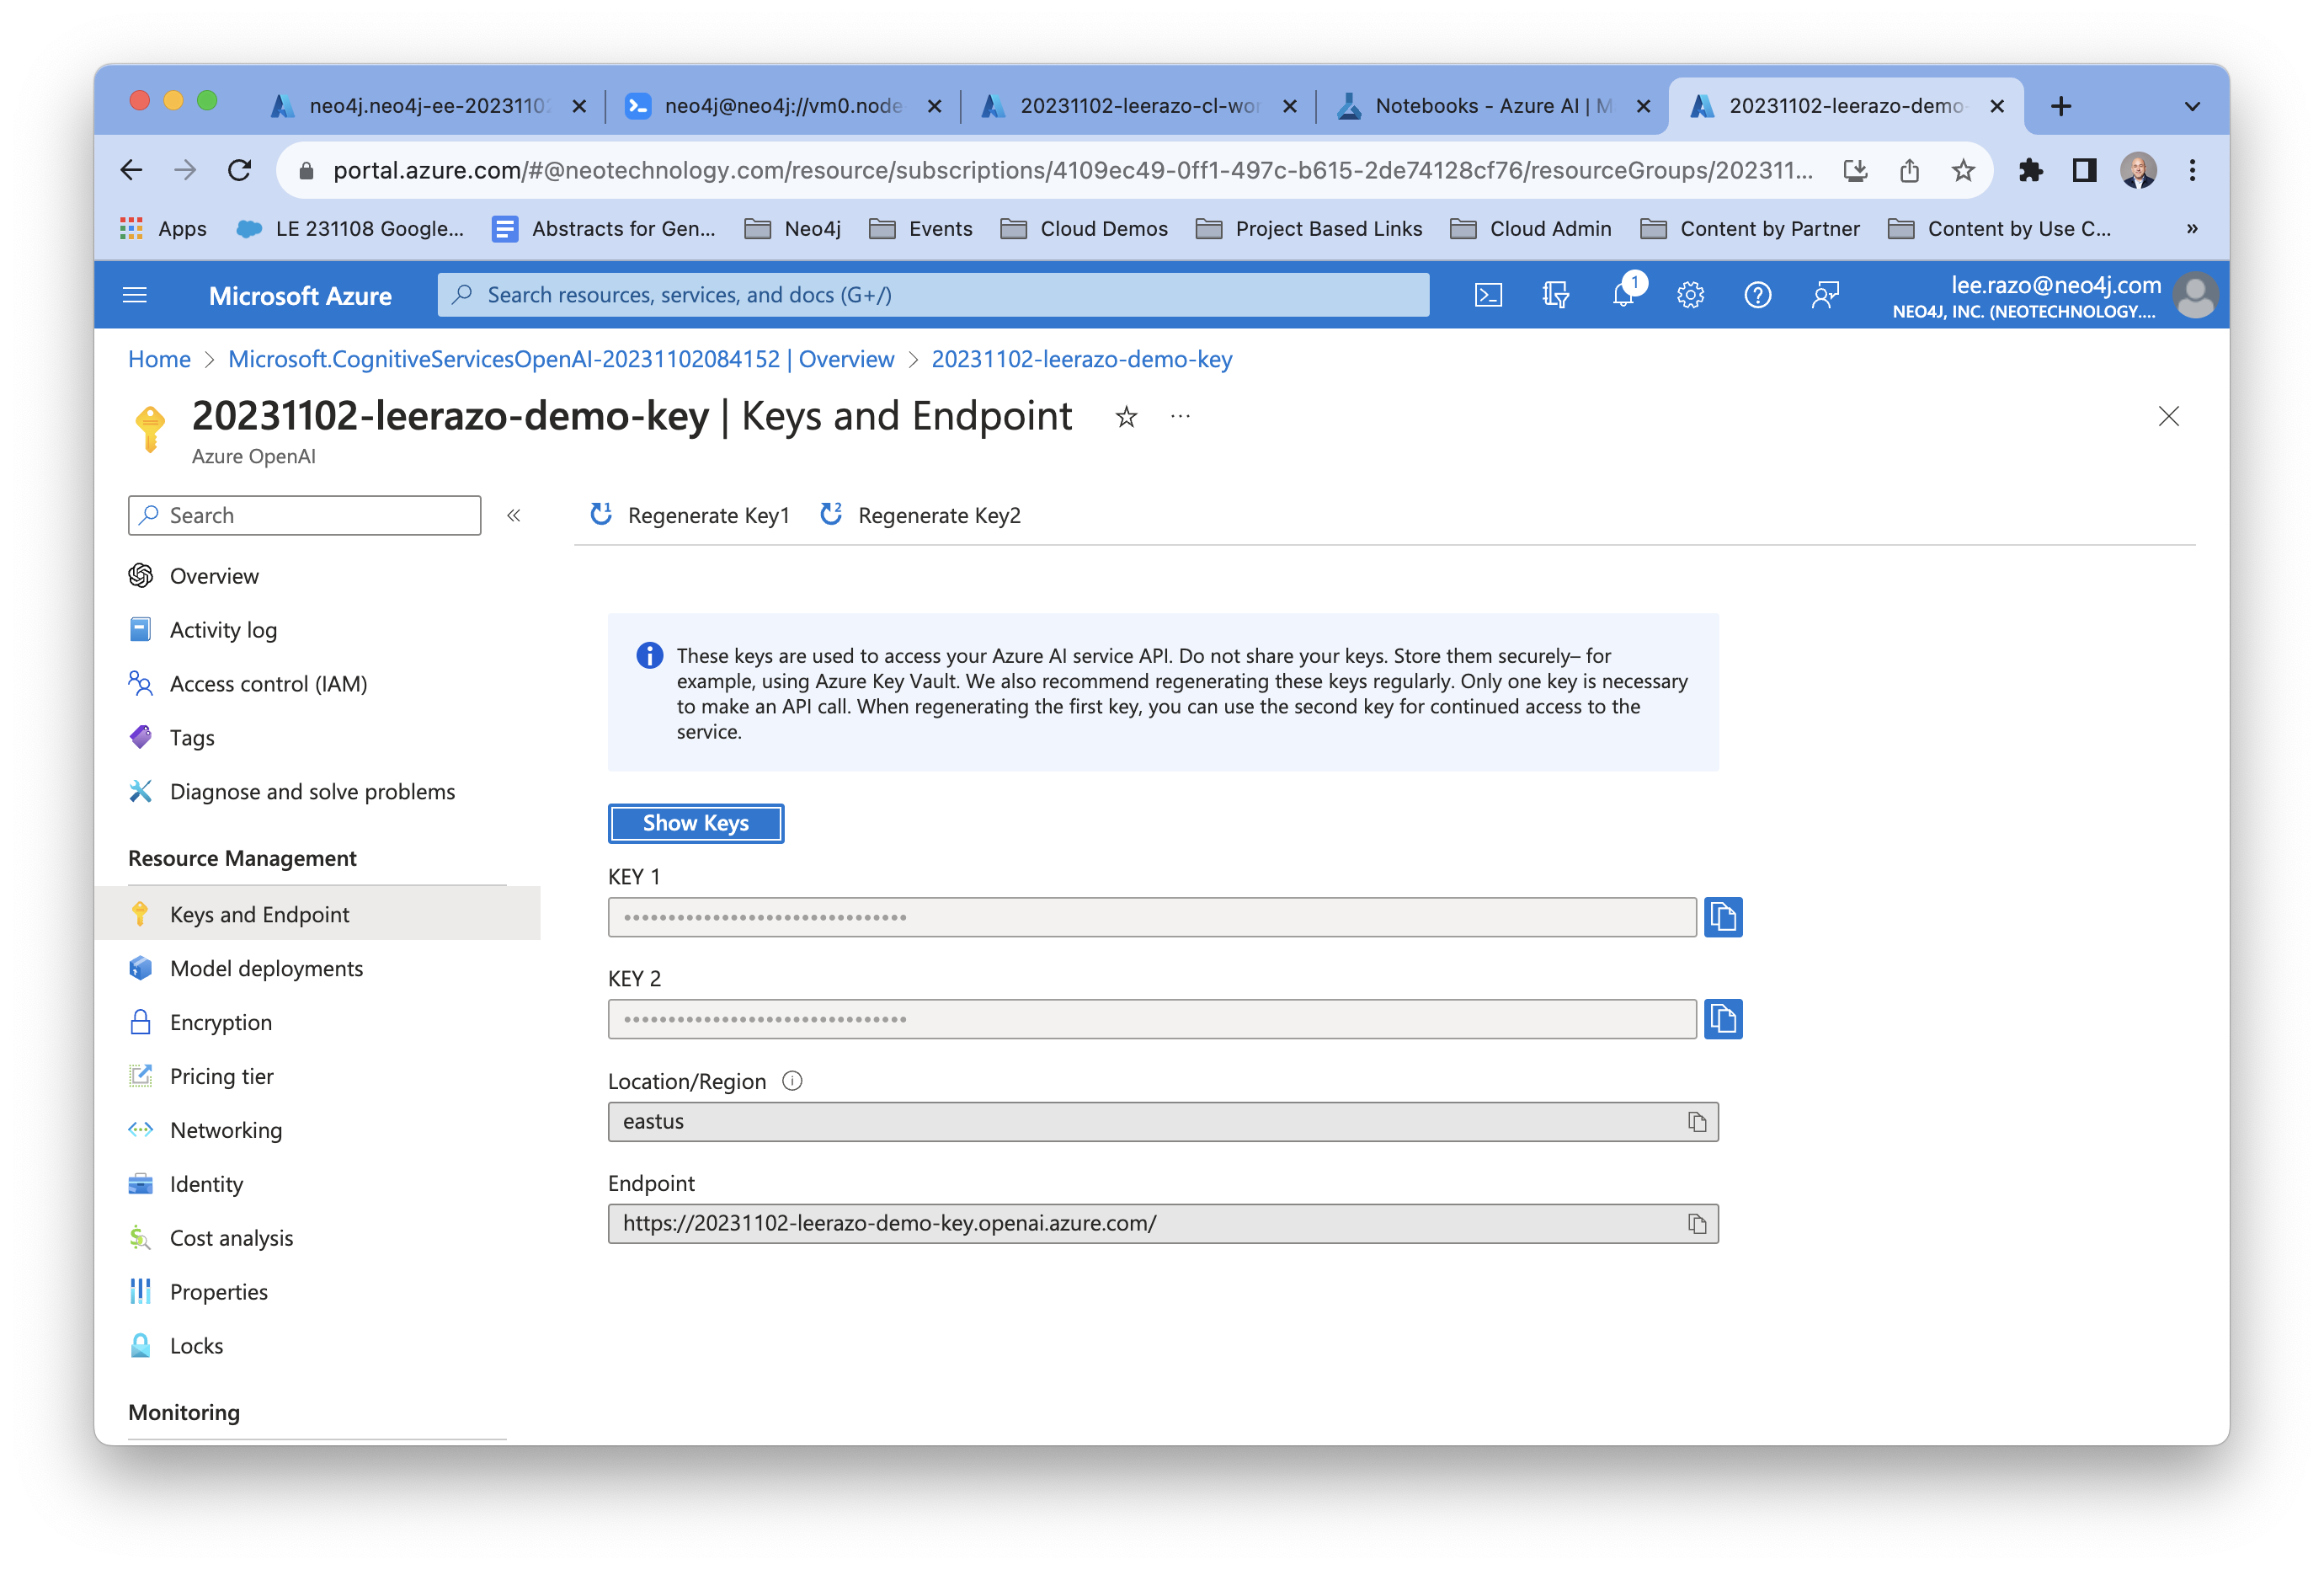 neo4j.neo4j-ee-20231102
neo4j@neo4j://vm0.node
20231102-leerazo-cl-wor
Notebooks - Azure AI | M
20231102-leerazo-demo-
portal.azure.com/#@neotechnology.com/resource/subscriptions/4109ec49-0ff1-497c-b615-2de74128cf76/resourceGroups/202311...
Apps
LE 231108 Google...
Abstracts for Gen...
Neo4j
Events
Cloud Demos
Project Based Links
Cloud Admin
Content by Partner
Content by Use C...
»
Microsoft Azure
Search resources, services, and docs (G+/)
1
lee.razo@neo4j.com
NEO4J, INC. (NEOTECHNOLOGY....
Home > Microsoft.CognitiveServicesOpenAI-20231102084152 | Overview > 20231102-leerazo-demo-key
20231102-leerazo-demo-key | Keys and Endpoint
Azure OpenAI
Search
«
1 Regenerate Key1
2 Regenerate Key2
Overview
Activity log
Access control (IAM)
Tags
Diagnose and solve problems
Resource Management
Keys and Endpoint
Model deployments
Encryption
Pricing tier
Networking
Identity
Cost analysis
Properties
Locks
Monitoring
These keys are used to access your Azure AI service API. Do not share your keys. Store them securely– for
example, using Azure Key Vault. We also recommend regenerating these keys regularly. Only one key is necessary
to make an API call. When regenerating the first key, you can use the second key for continued access to the
service.
Show Keys
KEY 1
••••••••••••••••••••••••••••••••
KEY 2
••••••••••••••••••••••••••••••••
Location/Region
eastus
Endpoint
https://20231102-leerazo-demo-key.openai.azure.com/